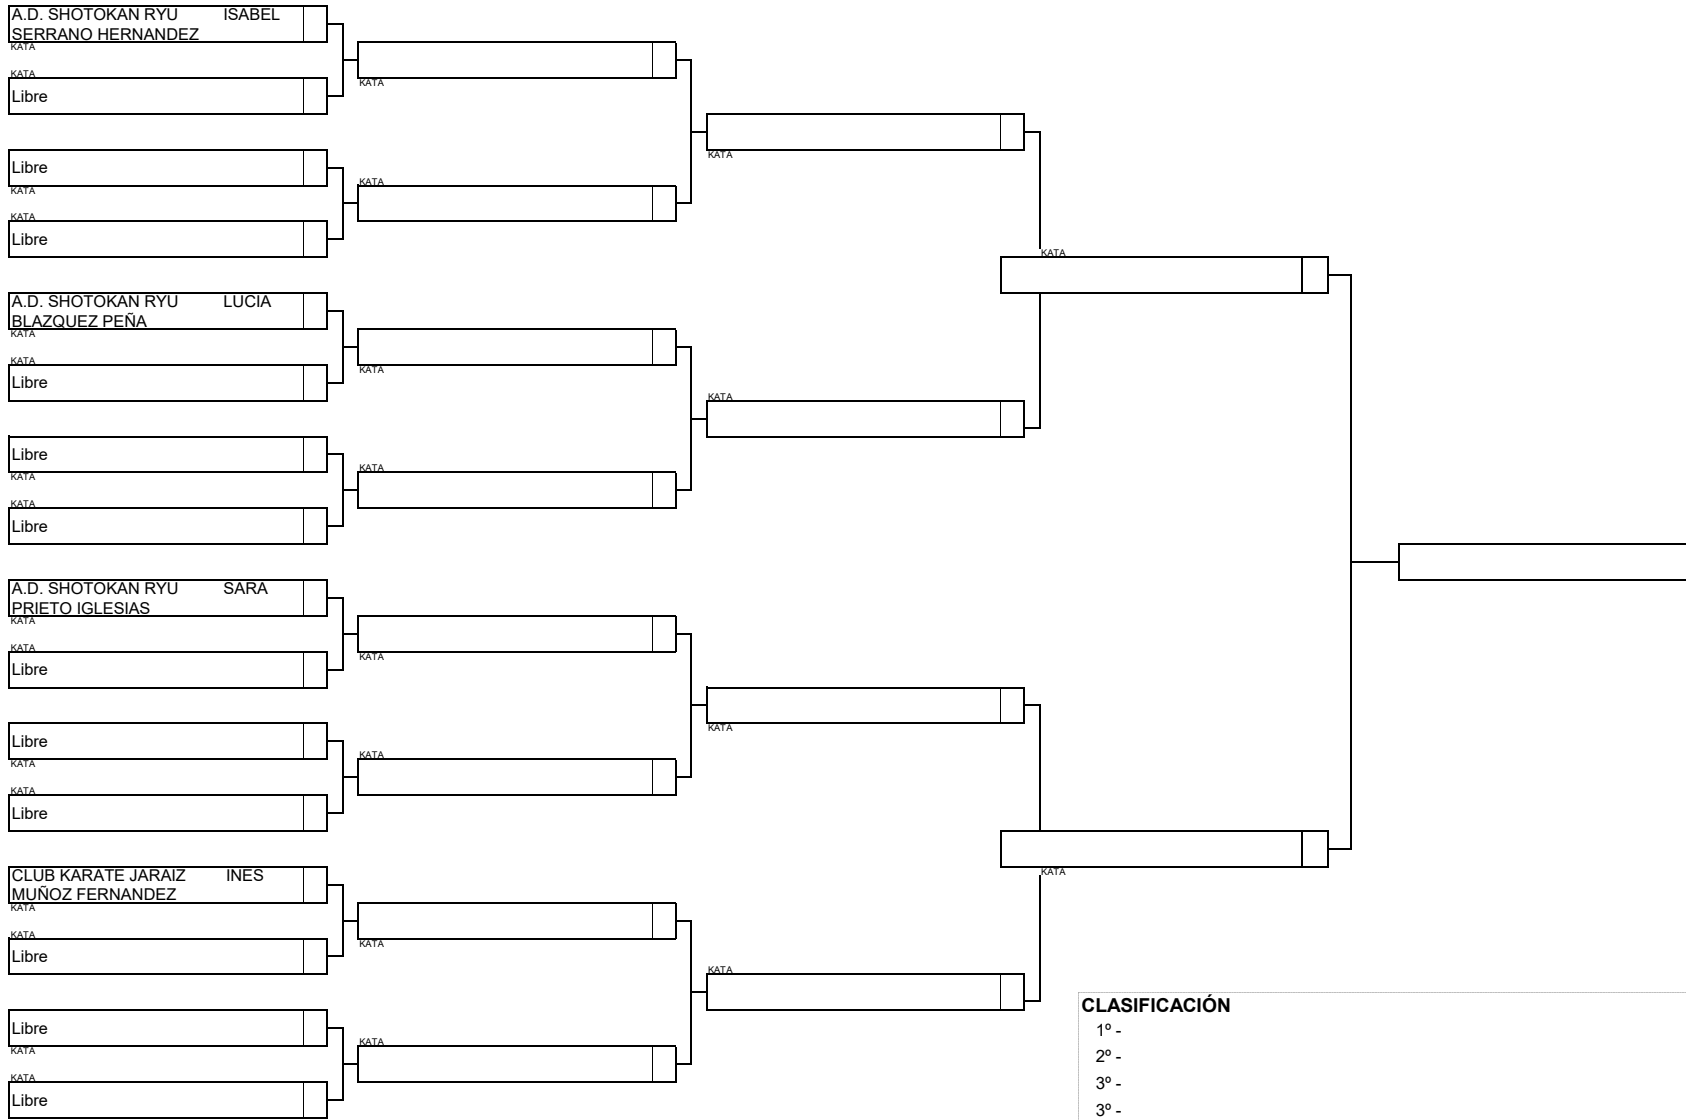 A.D. SHOTOKAN RYU ISABEL
SERRANO HERNANDEZ
KATA
KATA
KATA
Libre
KATA
Libre
KATA
KATA
KATA
Libre
KATA
A.D. SHOTOKAN RYU LUCIA
BLAZQUEZ PEÑA
KATA
KATA
KATA
Libre
KATA
Libre
KATA
KATA
KATA
Libre
A.D. SHOTOKAN RYU SARA
PRIETO IGLESIAS
KATA
KATA
KATA
Libre
KATA
Libre
KATA
KATA
KATA
Libre
CLUB KARATE JARAIZ INES
MUÑOZ FERNANDEZ
KATA
KATA
KATA
KATA
Libre
KATA
Libre
KATA
KATA
KATA
Libre
CLASIFICACIÓN
1º -
2º -
3º -
3º -